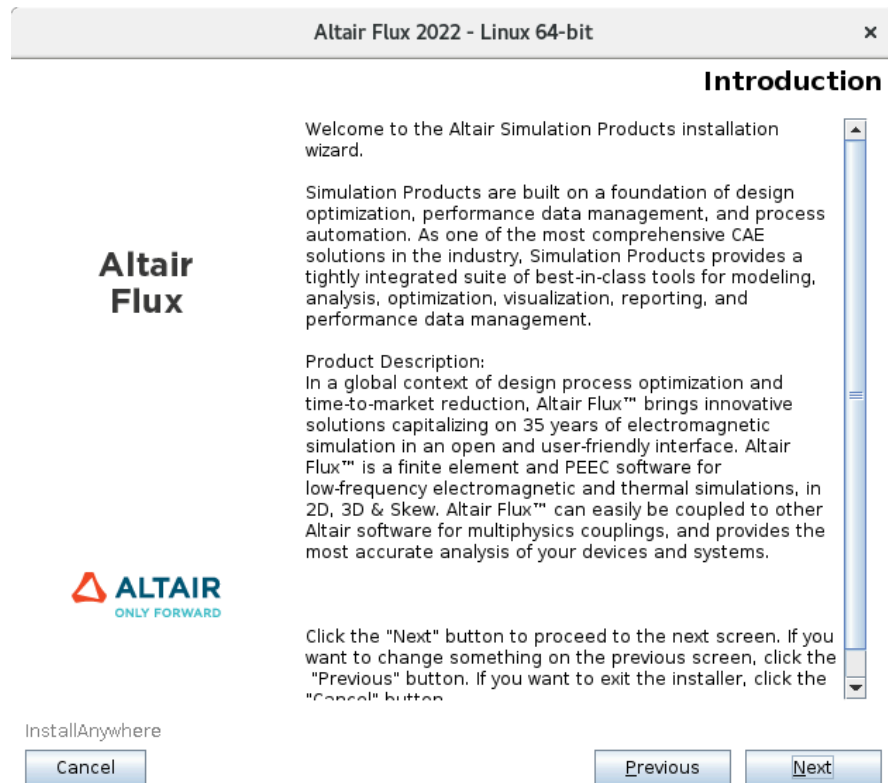 Altair Flux 2022 - Linux 64-bit
Introduction
Welcome to the Altair Simulation Products installation
wizard.
Simulation Products are built on a foundation of design
optimization, performance data management, and process
automation. As one of the most comprehensive CAE
solutions in the industry, Simulation Products provides a
tightly integrated suite of best-in-class tools for modeling,
analysis, optimization, visualization, reporting, and
performance data management.
Altair
Flux
Product Description:
In a global context of design process optimization and
time-to-market reduction, Altair Flux™ brings innovative
solutions capitalizing on 35 years of electromagnetic
simulation in an open and user-friendly interface. Altair
Flux™ is a finite element and PEEC software for
low-frequency electromagnetic and thermal simulations, in
2D, 3D & Skew. Altair Flux™ can easily be coupled to other
Altair software for multiphysics couplings, and provides the
most accurate analysis of your devices and systems.
ALTAIR
ONLY FORWARD
Click the "Next" button to proceed to the next screen. If you
want to change something on the previous screen, click the
"Previous" button. If you want to exit the installer, click the
"Cancel" button
InstallAnywhere
Cancel
Previous
Next